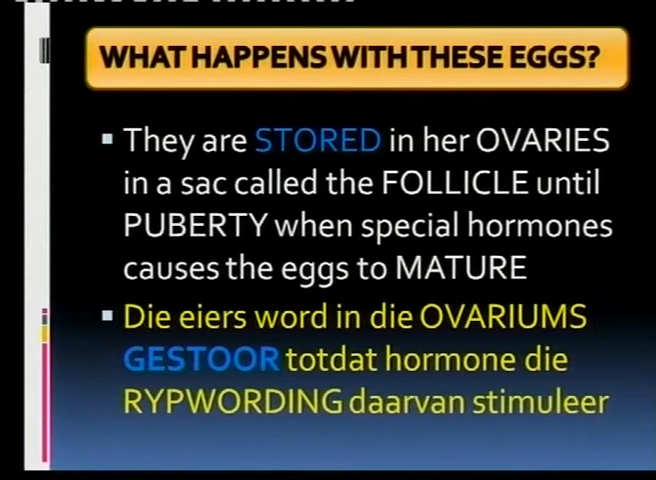 WHAT HAPPENS WITH THESE EGGS?
They are STORED in her OVARIES
in a sac called the FOLLICLE until
PUBERTY when special hormones
causes the eggs to MATURE
Die eiers word in die OVARIUMS
GESTOOR totdat hormone die
RYPWORDING daarvan stimuleer